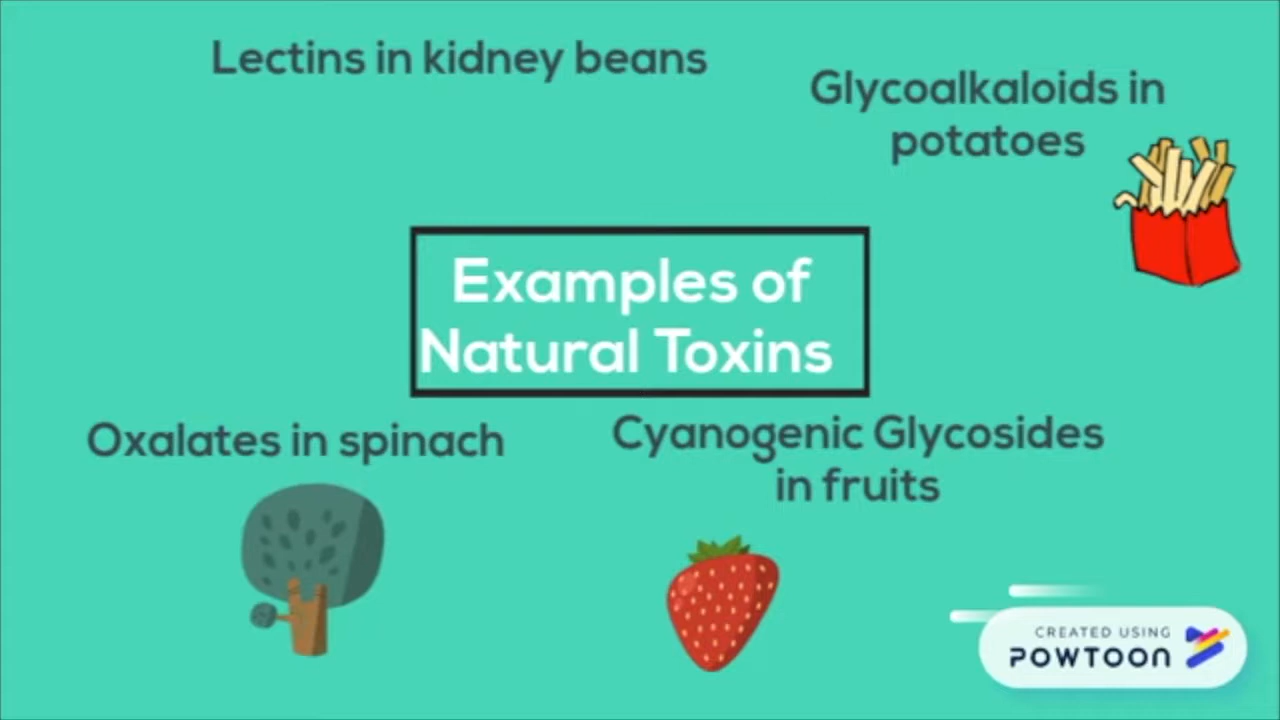 Lectins in kidney beans
Glycoalkaloids in
potatoes
Examples of
Natural Toxins
Oxalates in spinach
Cyanogenic Glycosides
in fruits
CREATED USING
POWTOON